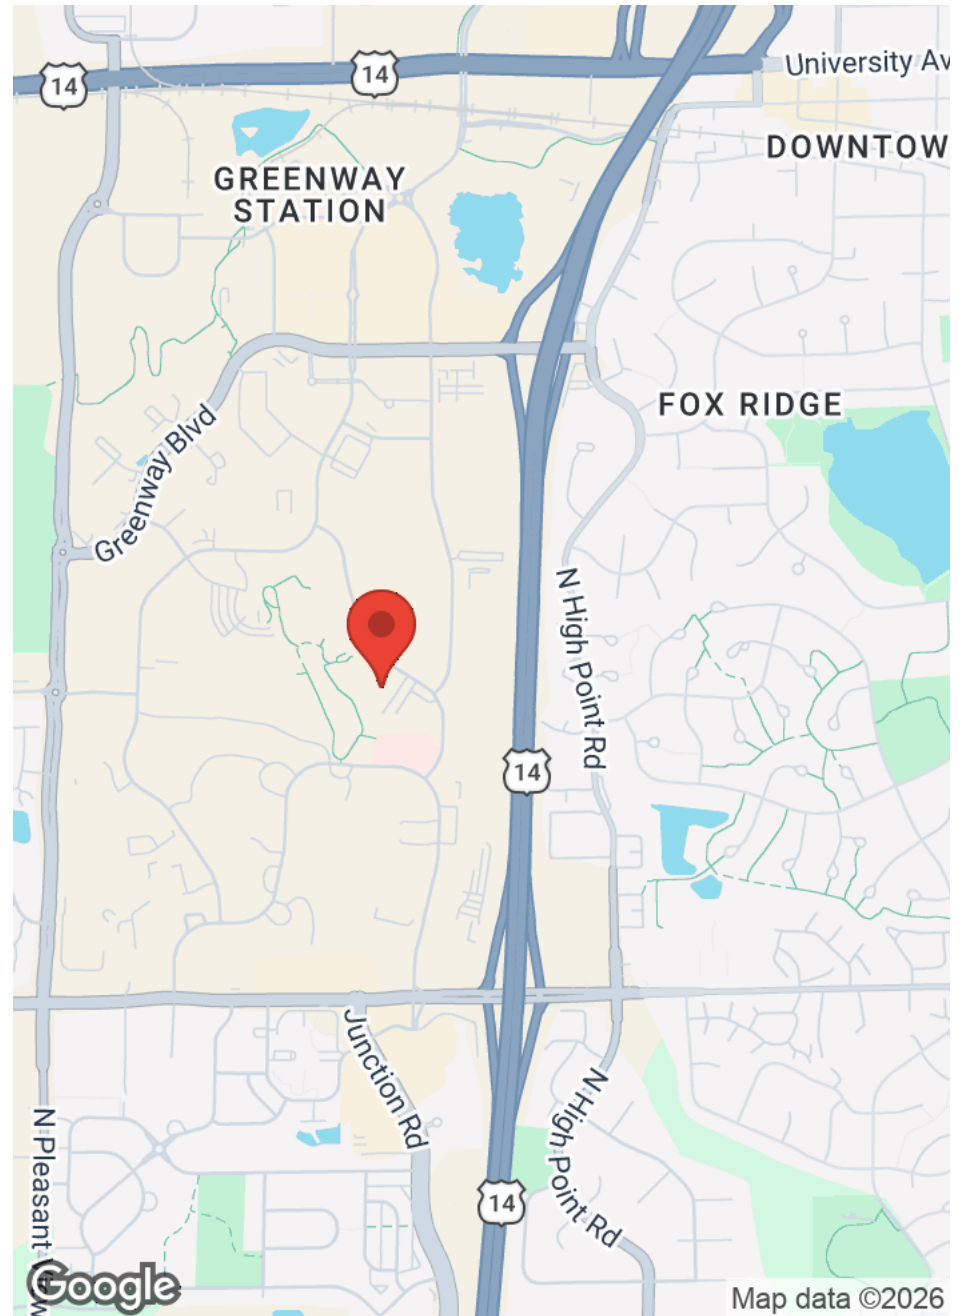 14
14
University Av
DOWNTOW
GREENWAY
STATION
FOX RIDGE
Greenway Blvd
N High Point Rd
14
Junction Rd
N High Point Rd
N Pleasant View
14
Google
Map data ©2026